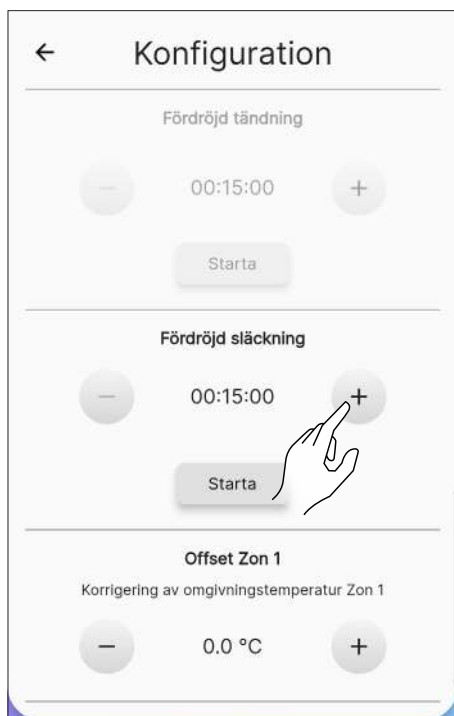 ← Konfiguration
Fördröjd tändning
− 00:15:00 +
Starta
Fördröjd släckning
− 00:15:00 +
Starta
Offset Zon 1
Korrigering av omgivningstemperatur Zon 1
− 0.0 °C +